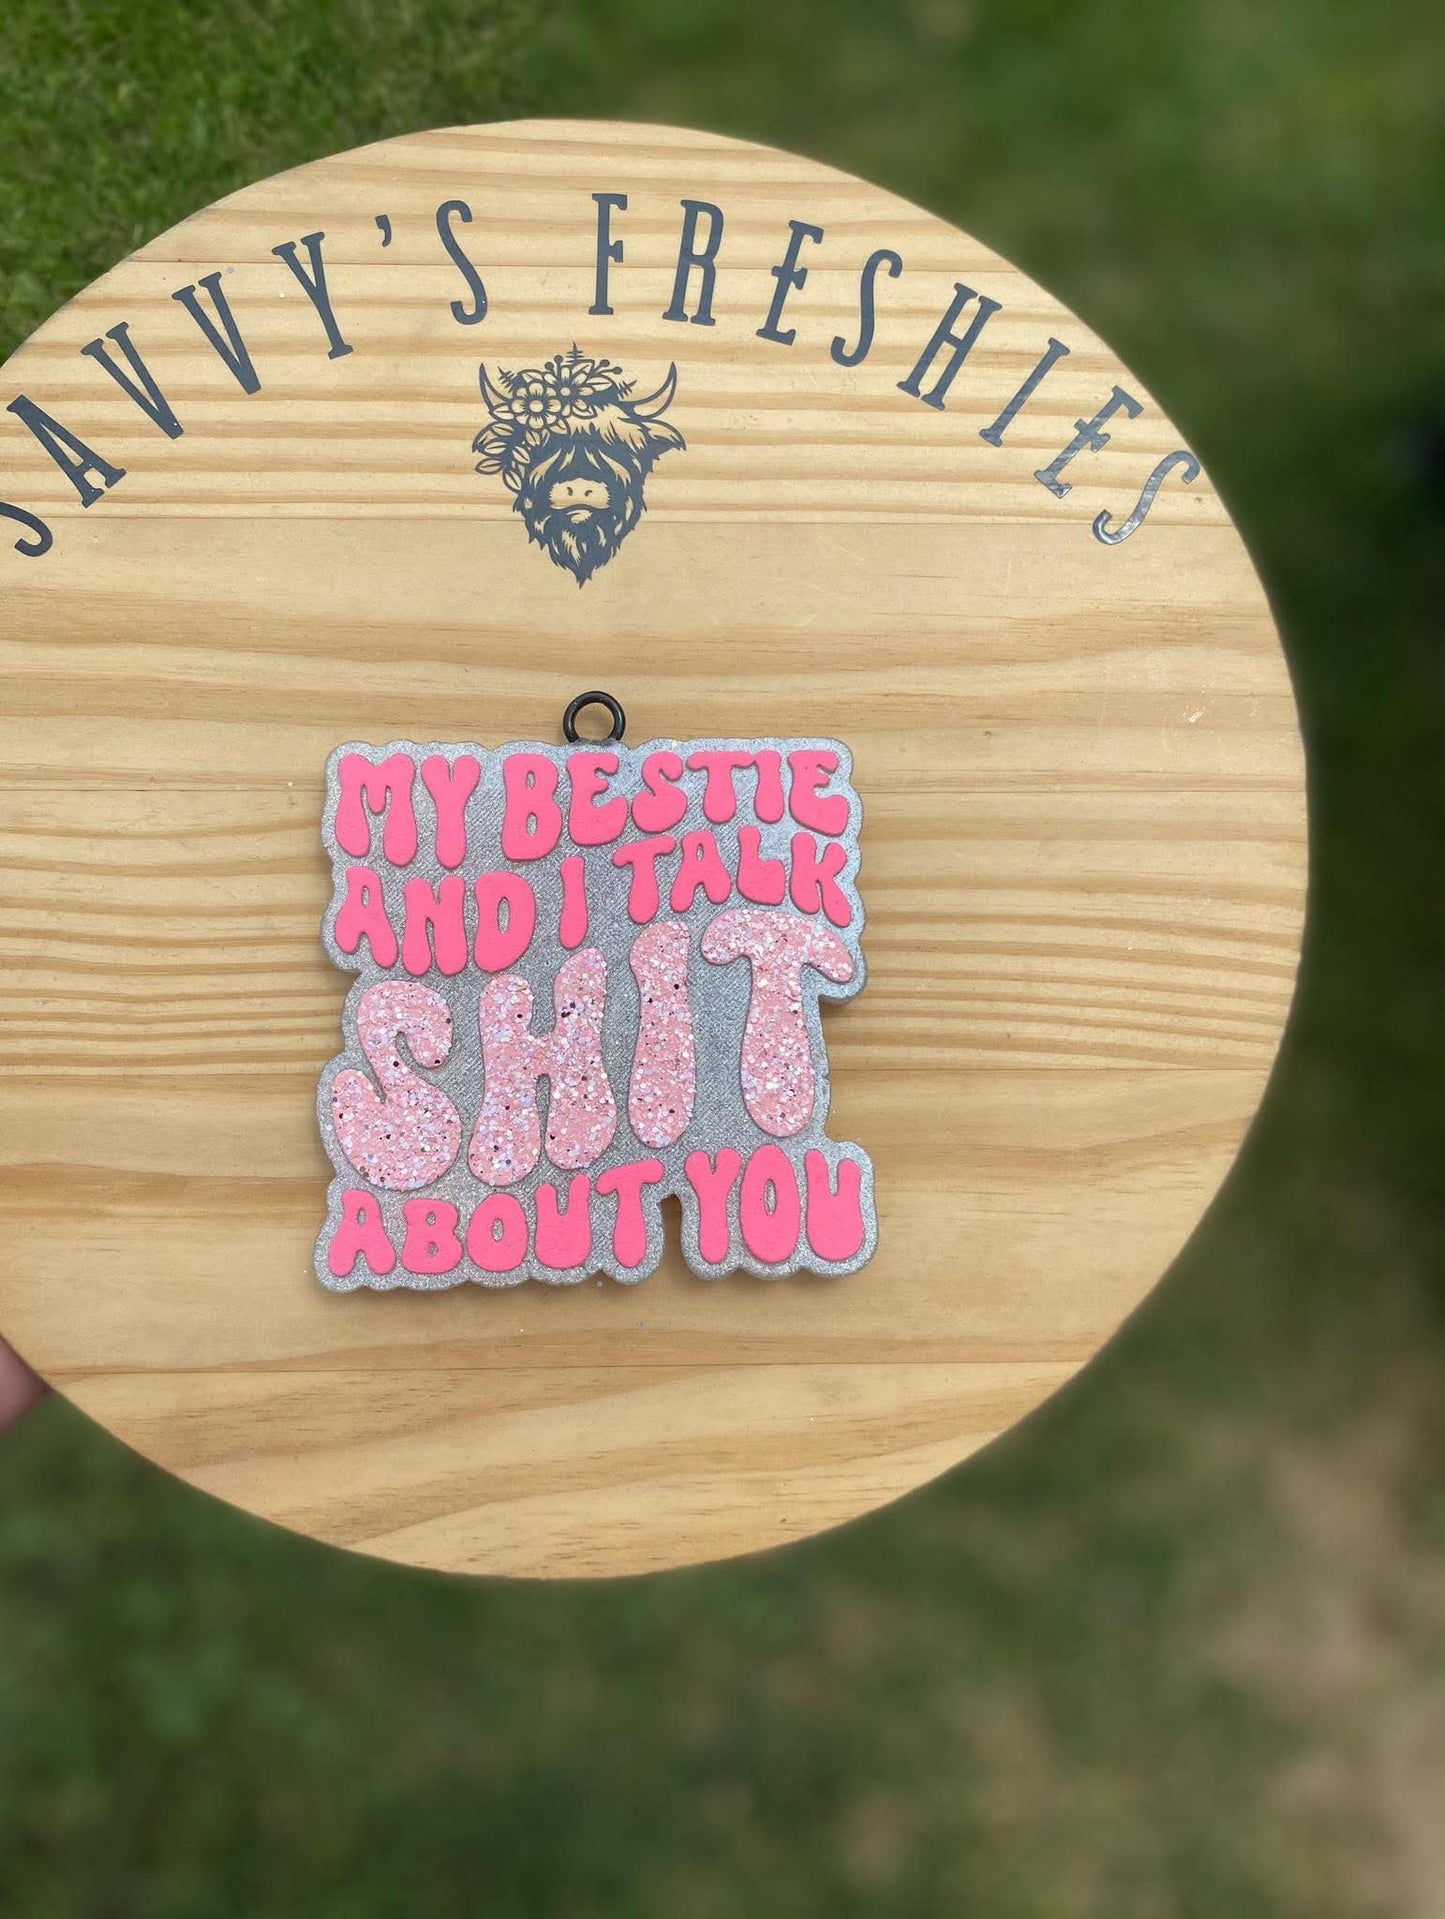 SAVVY'S FRESHIES
MY BESTIE
AND I TALK
SHIT
ABOUT YOU